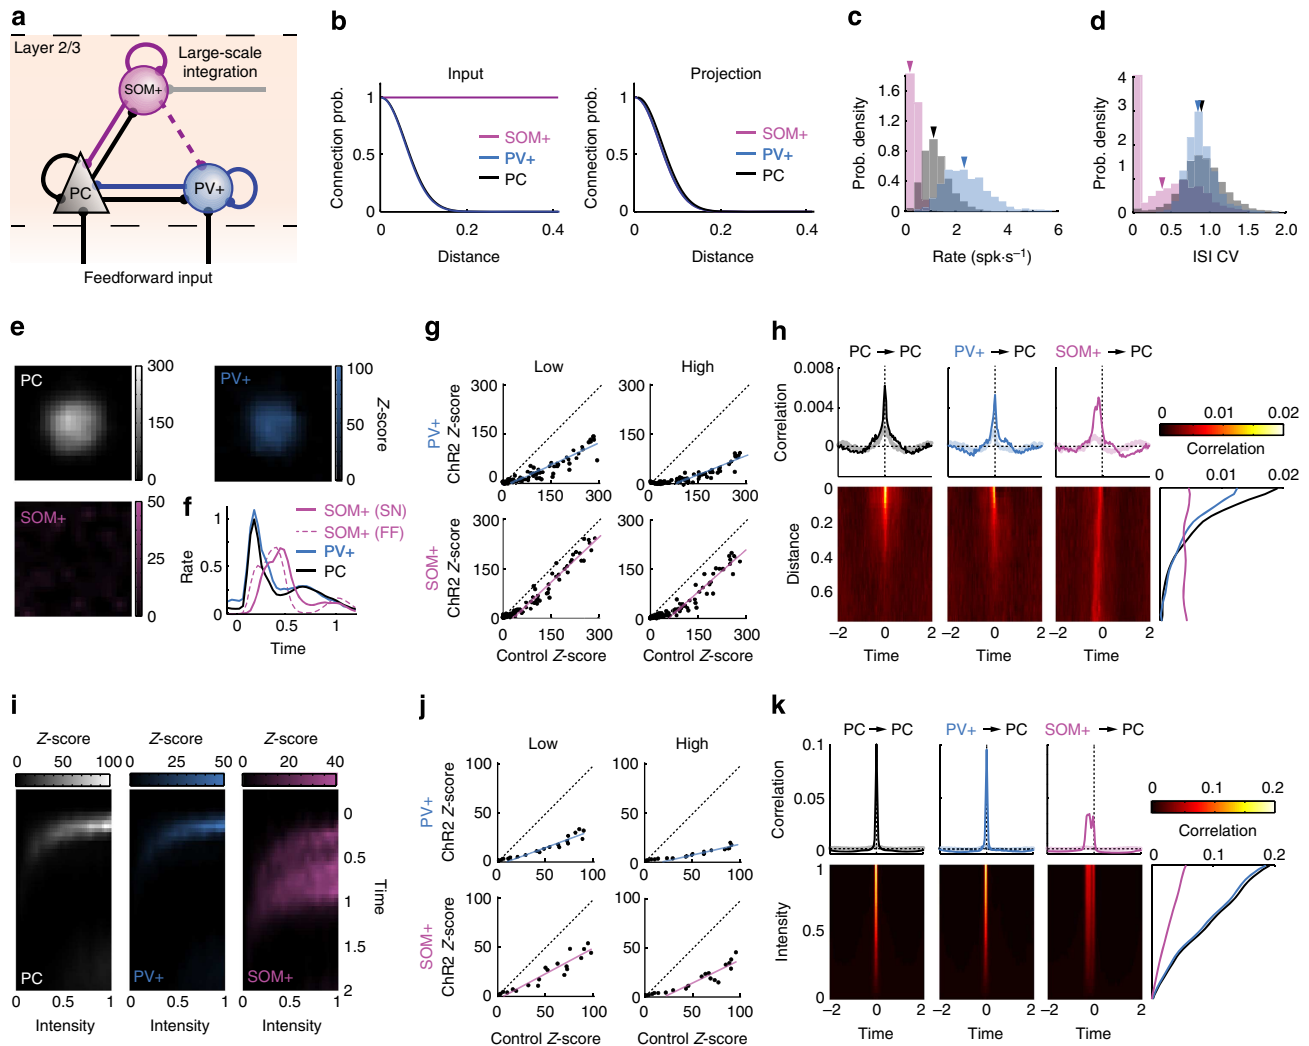 a
Layer 2/3
Large-scale
integration
SOM+
PC
PV+
Feedforward input
b
Input
Connection prob.
1
0.5
0
0 0.2 0.4
Distance
SOM+
PV+
PC
Projection
Connection prob.
1
0.5
0
0 0.2 0.4
Distance
SOM+
PV+
PC
c
Prob. density
1.6
1.2
0.8
0.4
0
0 2 4 6
Rate (spk·s⁻¹)
d
Prob. density
4
3
2
1
0
0 0.5 1 1.5 2.0
ISI CV
e
PC
300
150
0
PV+
100
50
0
Z-score
SOM+
50
25
0
f
Rate
1
0.5
0
0 0.5 1
Time
SOM+ (SN)
SOM+ (FF)
PV+
PC
g
Low
High
PV+
ChR2 Z-score
300
150
0
0 150 300
300
150
0
0 150 300
SOM+
ChR2 Z-score
300
150
0
0 150 300
300
150
0
0 150 300
Control Z-score
Control Z-score
h
PC → PC
PV+ → PC
SOM+ → PC
Correlation
0.008
0.004
0
0 0.01 0.02
Correlation
0 0.01 0.02
Distance
0
0.2
0.4
0.6
−2 0 2
−2 0 2
−2 0 2
Time
Time
Time
i
Z-score
Z-score
Z-score
0 50 100
0 25 50
0 20 40
PC
PV+
SOM+
0
0.5
1
1.5
2
Time
0 0.5 1
0 0.5 1
0 0.5 1
Intensity
Intensity
Intensity
j
Low
High
PV+
ChR2 Z-score
100
50
0
0 50 100
100
50
0
0 50 100
SOM+
ChR2 Z-score
100
50
0
0 50 100
100
50
0
0 50 100
Control Z-score
Control Z-score
k
PC → PC
PV+ → PC
SOM+ → PC
Correlation
0.1
0.05
0
0 0.1 0.2
Correlation
0 0.1 0.2
Intensity
1
0.5
0
−2 0 2
−2 0 2
−2 0 2
Time
Time
Time